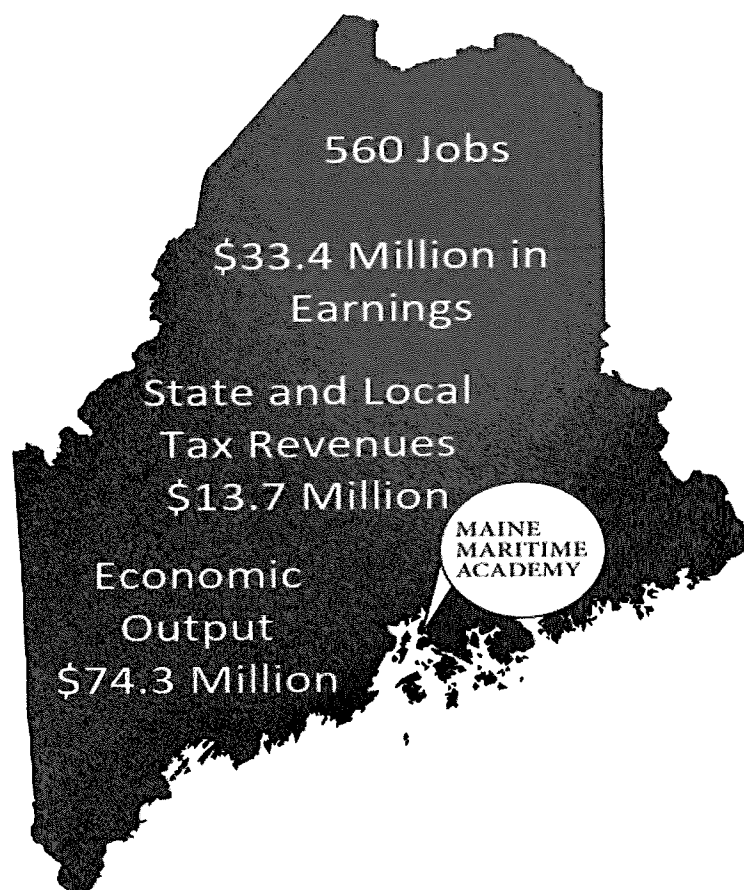 560 Jobs
$33.4 Million in
Earnings
State and Local
Tax Revenues
$13.7 Million
MAINE
MARITIME
ACADEMY
Economic
Output
$74.3 Million